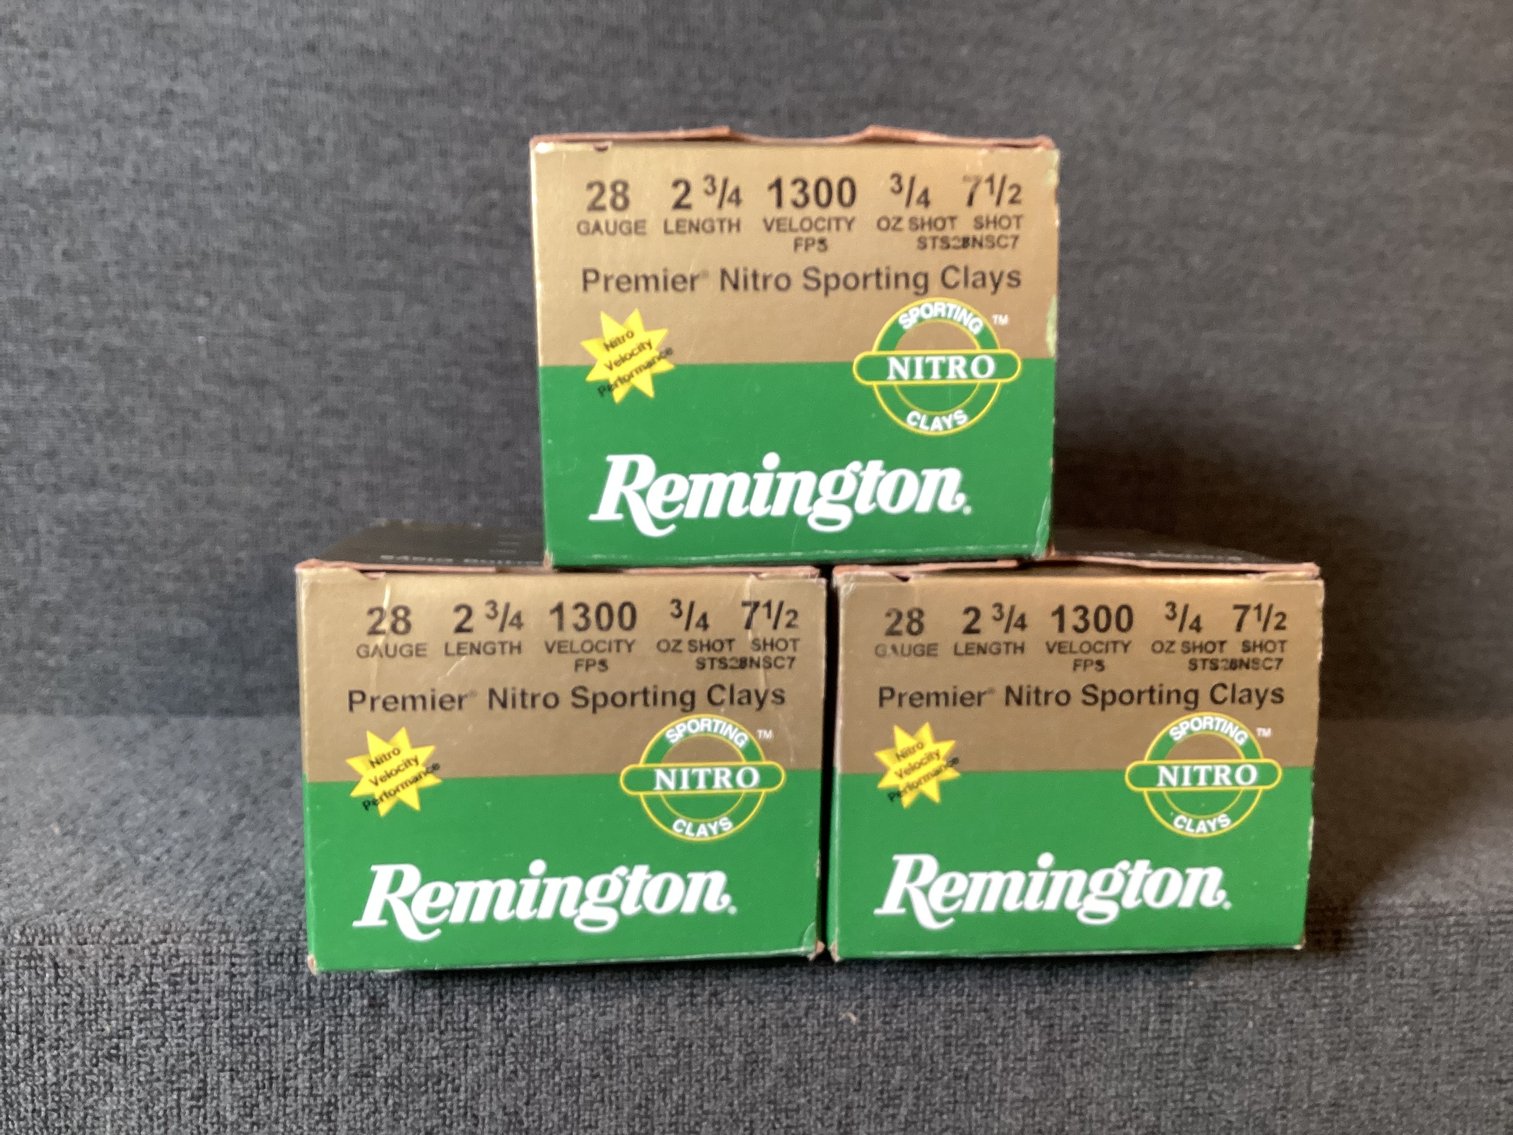 28 2 3/4 1300 3/4 7 1/2
GAUGE LENGTH VELOCITY OZ SHOT SHOT
FPS STS28NSC7
Premier® Nitro Sporting Clays
Nitro
Velocity
Performance
SPORTING ™
NITRO
CLAYS
Remington®
28 2 3/4 1300 3/4 7 1/2
GAUGE LENGTH VELOCITY OZ SHOT SHOT
FPS STS28NSC7
Premier® Nitro Sporting Clays
Nitro
Velocity
Performance
SPORTING ™
NITRO
CLAYS
Remington®
28 2 3/4 1300 3/4 7 1/2
GAUGE LENGTH VELOCITY OZ SHOT SHOT
FPS STS28NSC7
Premier® Nitro Sporting Clays
Nitro
Velocity
Performance
SPORTING ™
NITRO
CLAYS
Remington®